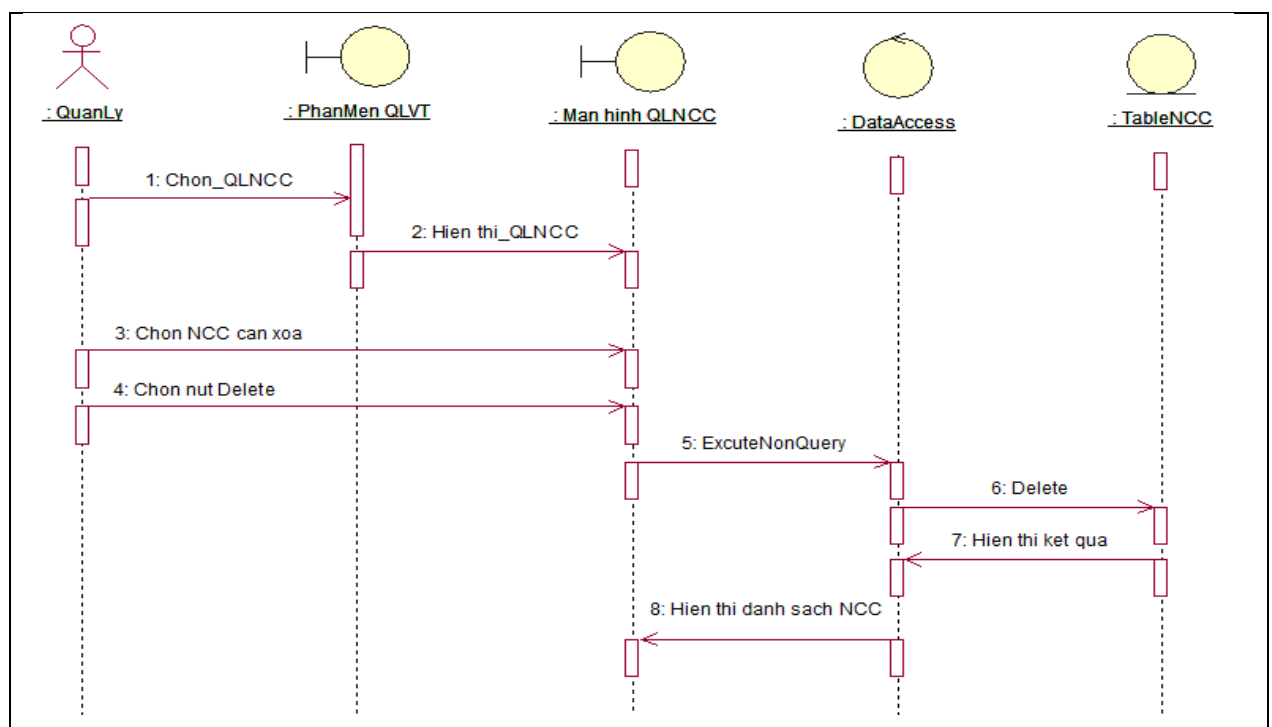 : QuanLy
: PhanMen QLVT
: Man hinh QLNCC
: DataAccess
: TableNCC
1: Chon_QLNCC
2: Hien thi_QLNCC
3: Chon NCC can xoa
4: Chon nut Delete
5: ExcuteNonQuery
6: Delete
7: Hien thi ket qua
8: Hien thi danh sach NCC